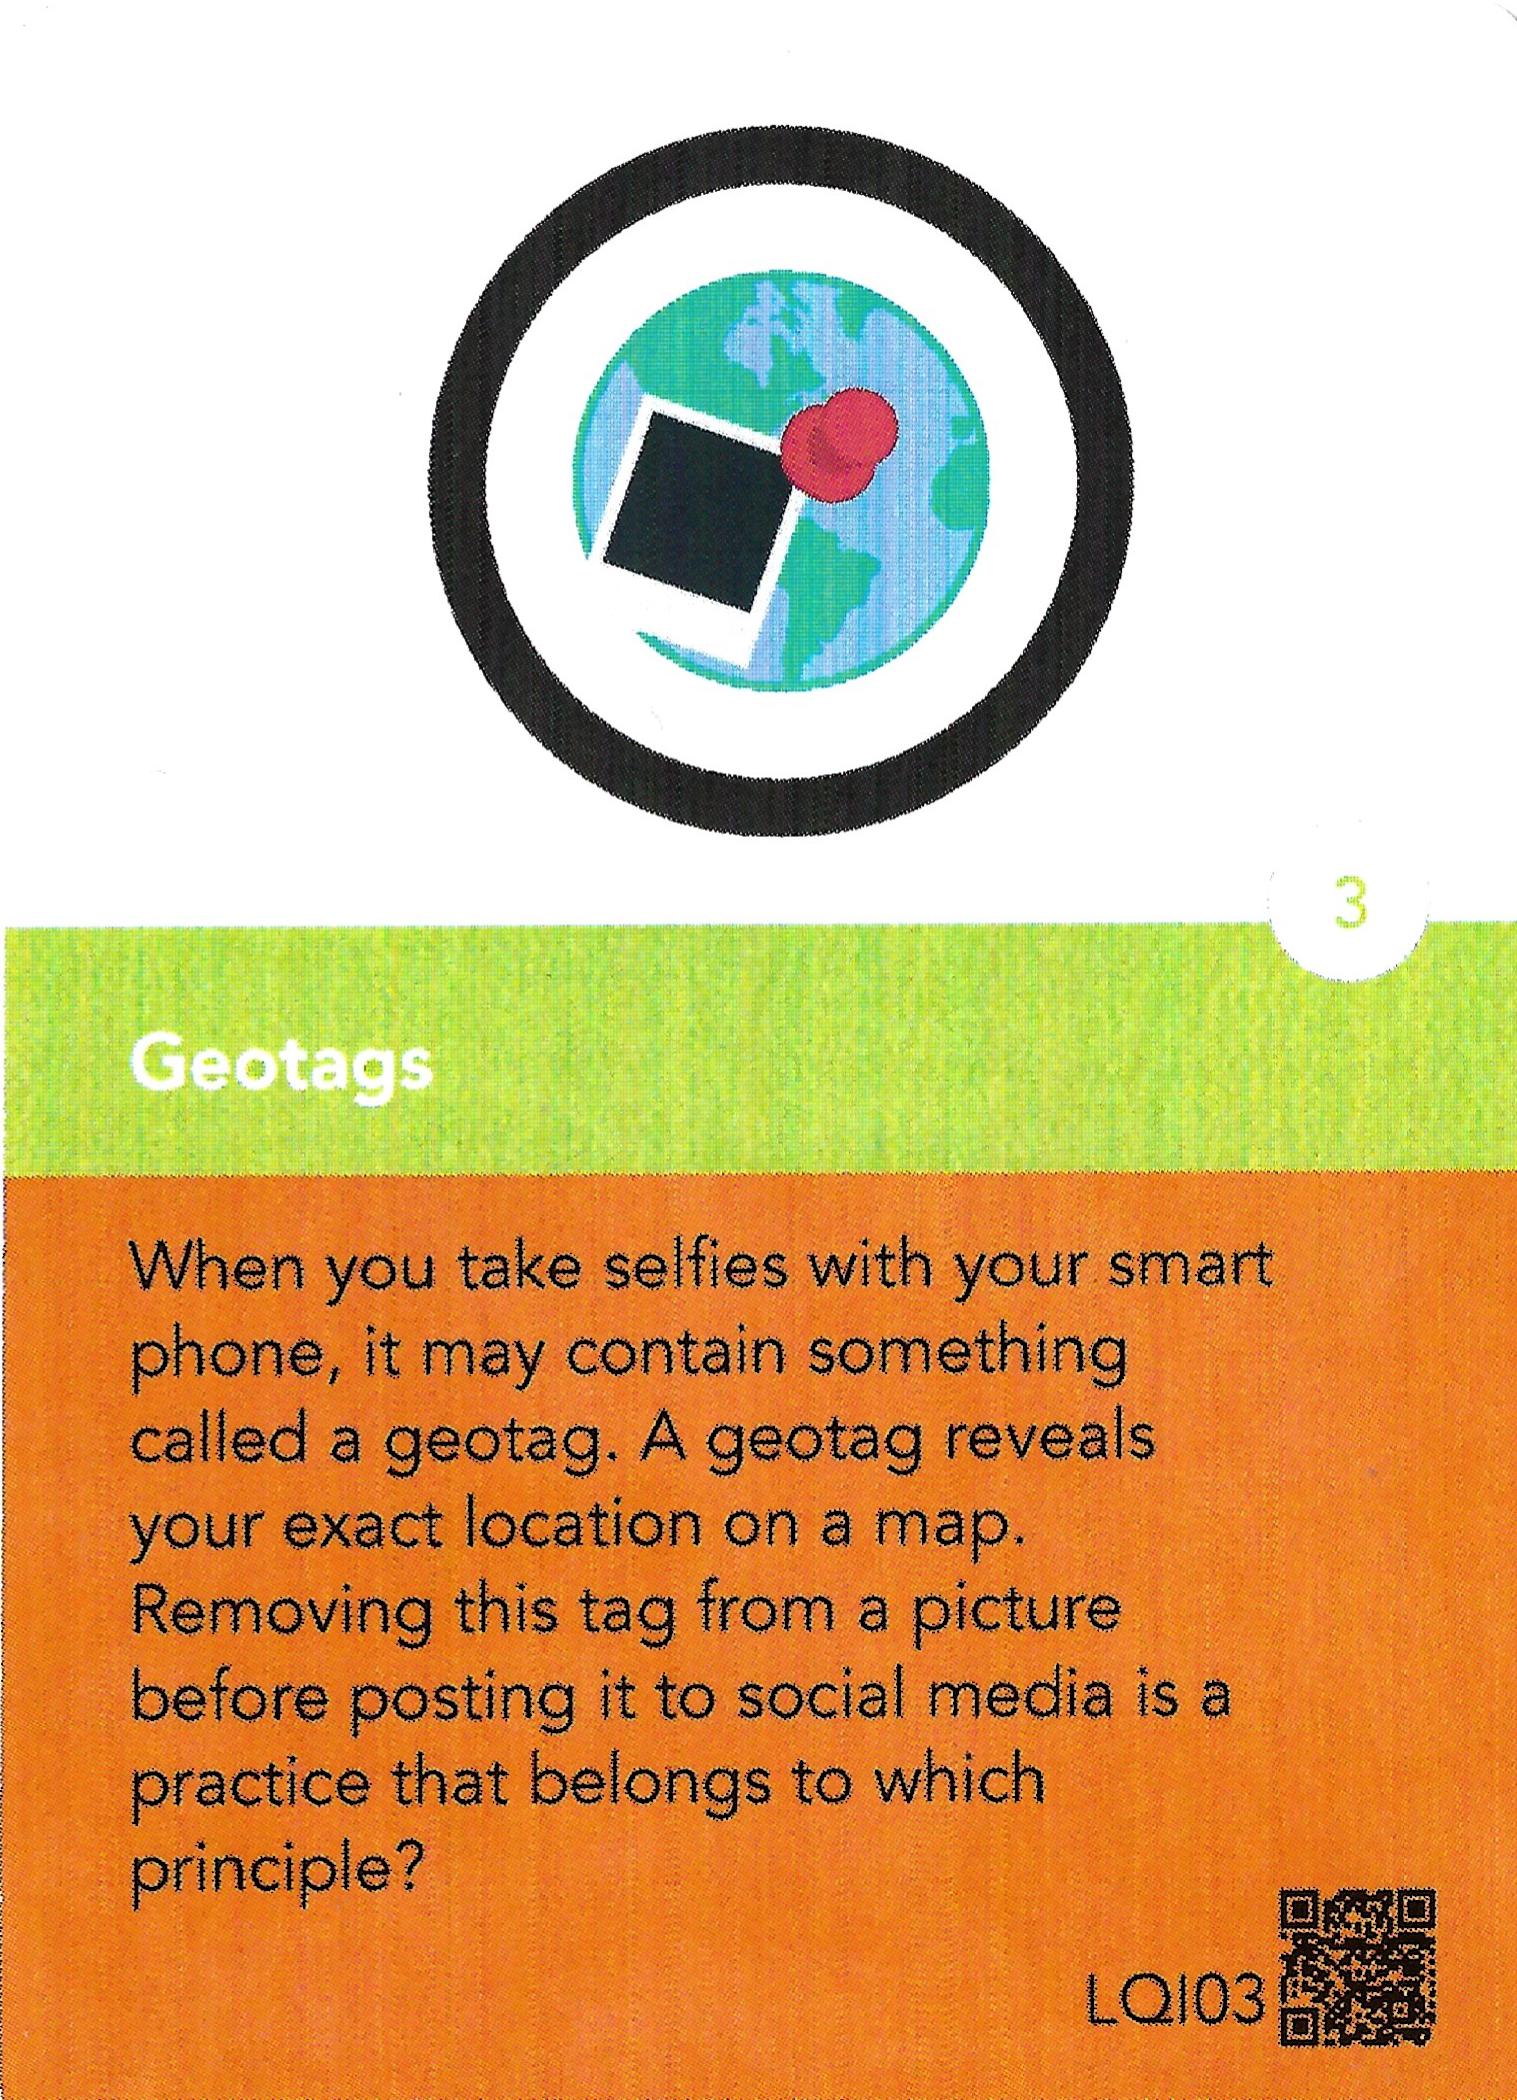 3
Geotags
When you take selfies with your smart
phone, it may contain something
called a geotag. A geotag reveals
your exact location on a map.
Removing this tag from a picture
before posting it to social media is a
practice that belongs to which
principle?
LQI03